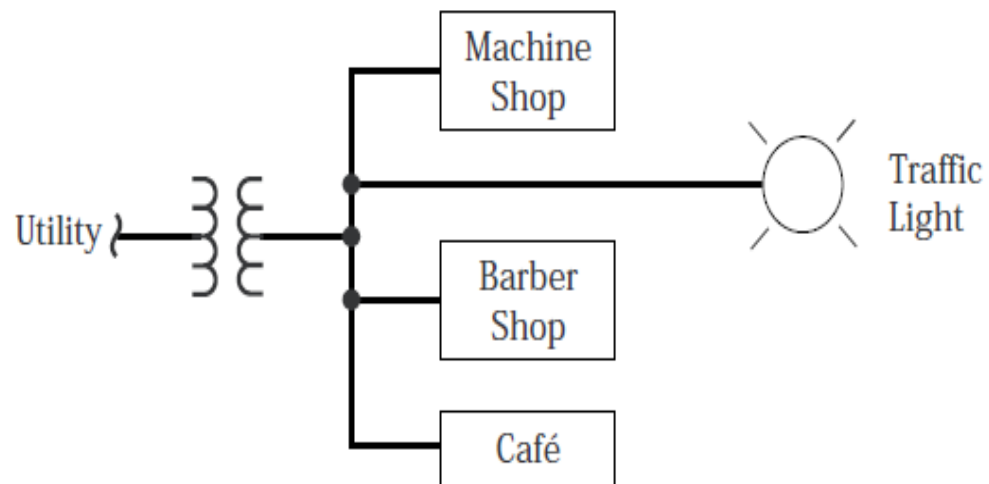 Machine
Shop
Traffic
Light
Utility
Barber
Shop
Café